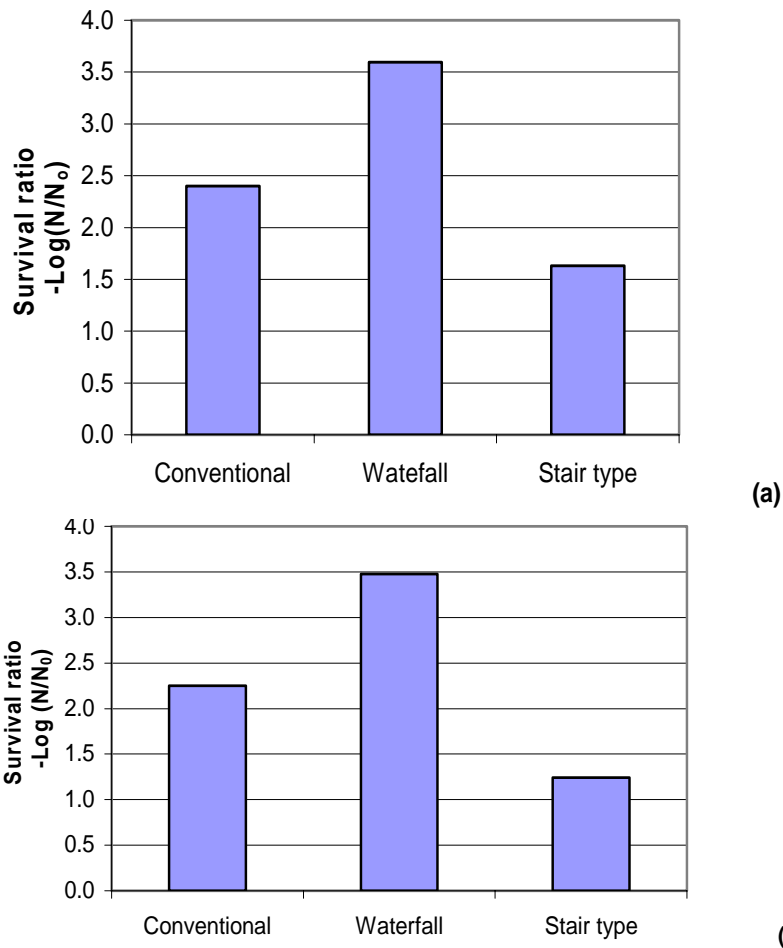 4.0
3.5
3.0
2.5
2.0
1.5
1.0
0.5
0.0
Survival ratio
-Log(N/N₀)
Conventional Watefall Stair type
(a)
4.0
3.5
3.0
2.5
2.0
1.5
1.0
0.5
0.0
Survival ratio
-Log (N/N₀)
Conventional Waterfall Stair type
(